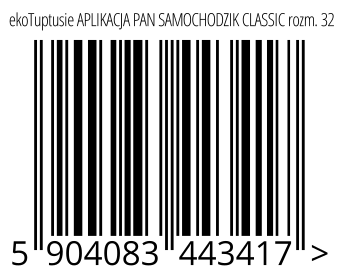 ekoTuptusie APLIKACJA PAN SAMOCHODZIK CLASSIC rozm. 32
5 904083 443417 >